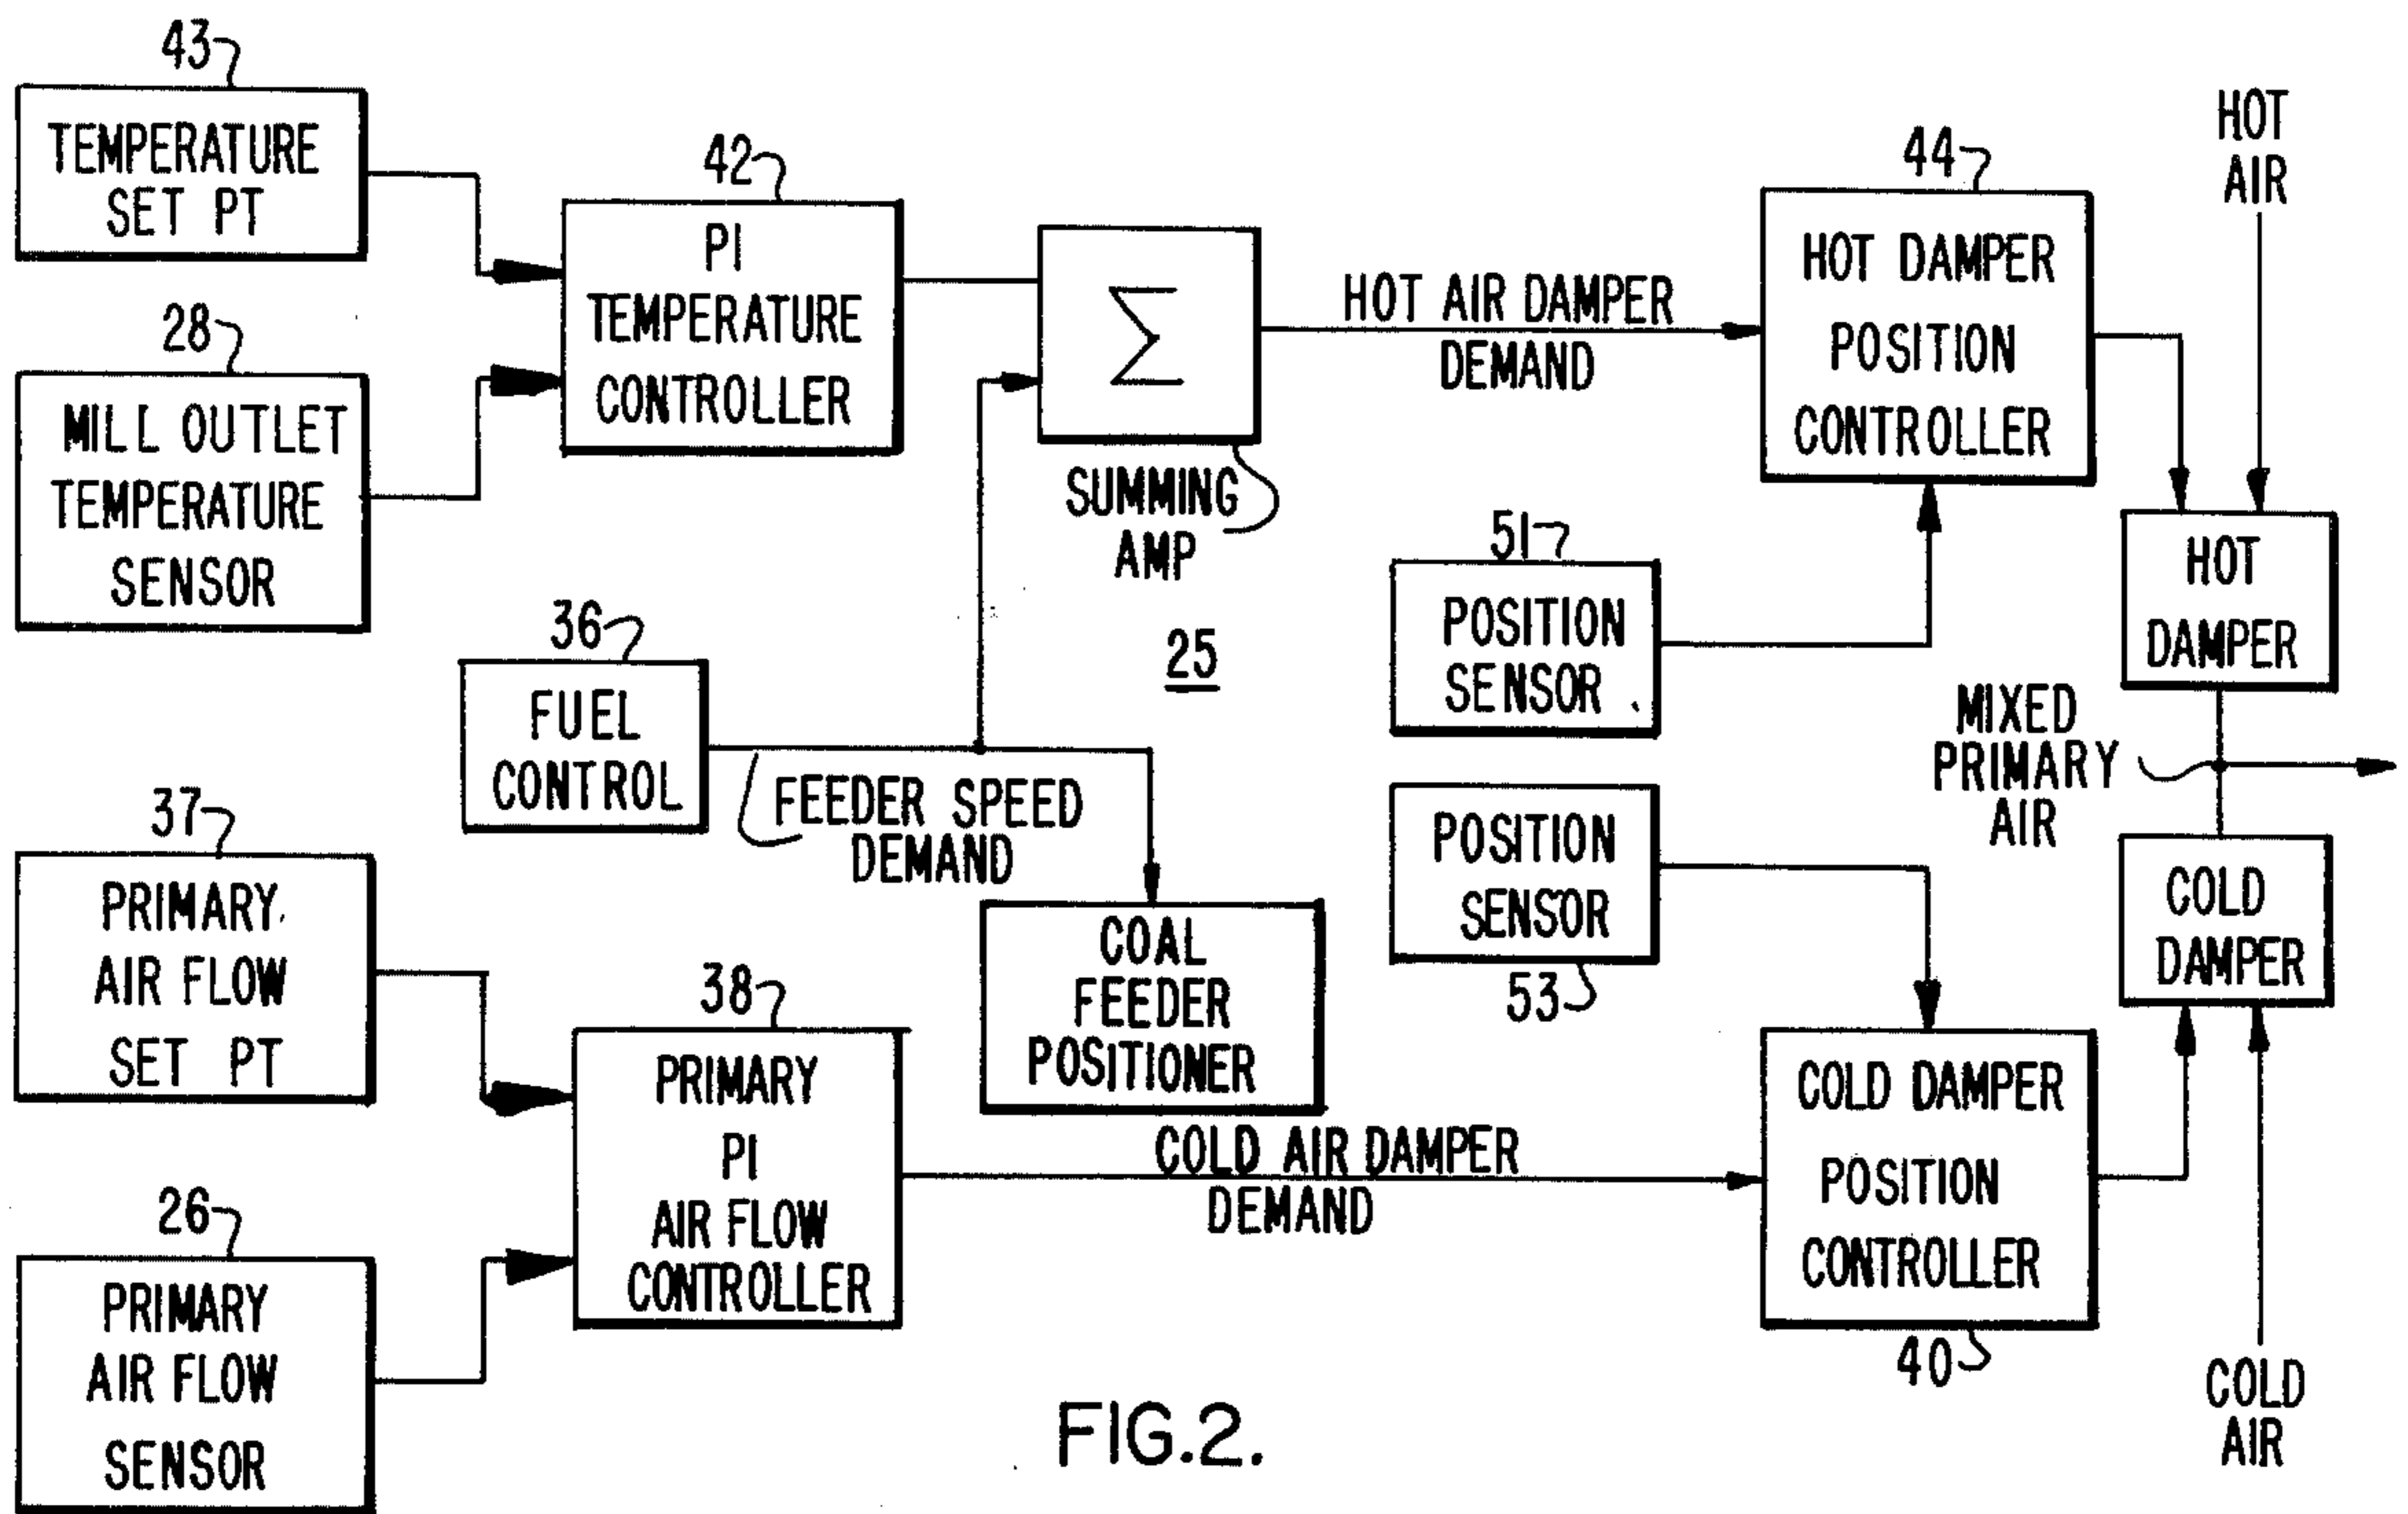 43
TEMPERATURE
SET PT
28
MILL OUTLET
TEMPERATURE
SENSOR
42
PI
TEMPERATURE
CONTROLLER
Σ
SUMMING
AMP
HOT AIR DAMPER
DEMAND
44
HOT DAMPER
POSITION
CONTROLLER
HOT
AIR
51
POSITION
SENSOR
HOT
DAMPER
36
FUEL
CONTROL
25
FEEDER SPEED
DEMAND
MIXED
PRIMARY
AIR
37
PRIMARY
AIR FLOW
SET PT
POSITION
SENSOR
53
COLD
DAMPER
COAL
FEEDER
POSITIONER
38
PRIMARY
PI
AIR FLOW
CONTROLLER
26
PRIMARY
AIR FLOW
SENSOR
COLD AIR DAMPER
DEMAND
COLD DAMPER
POSITION
CONTROLLER
40
COLD
AIR
FIG.2.